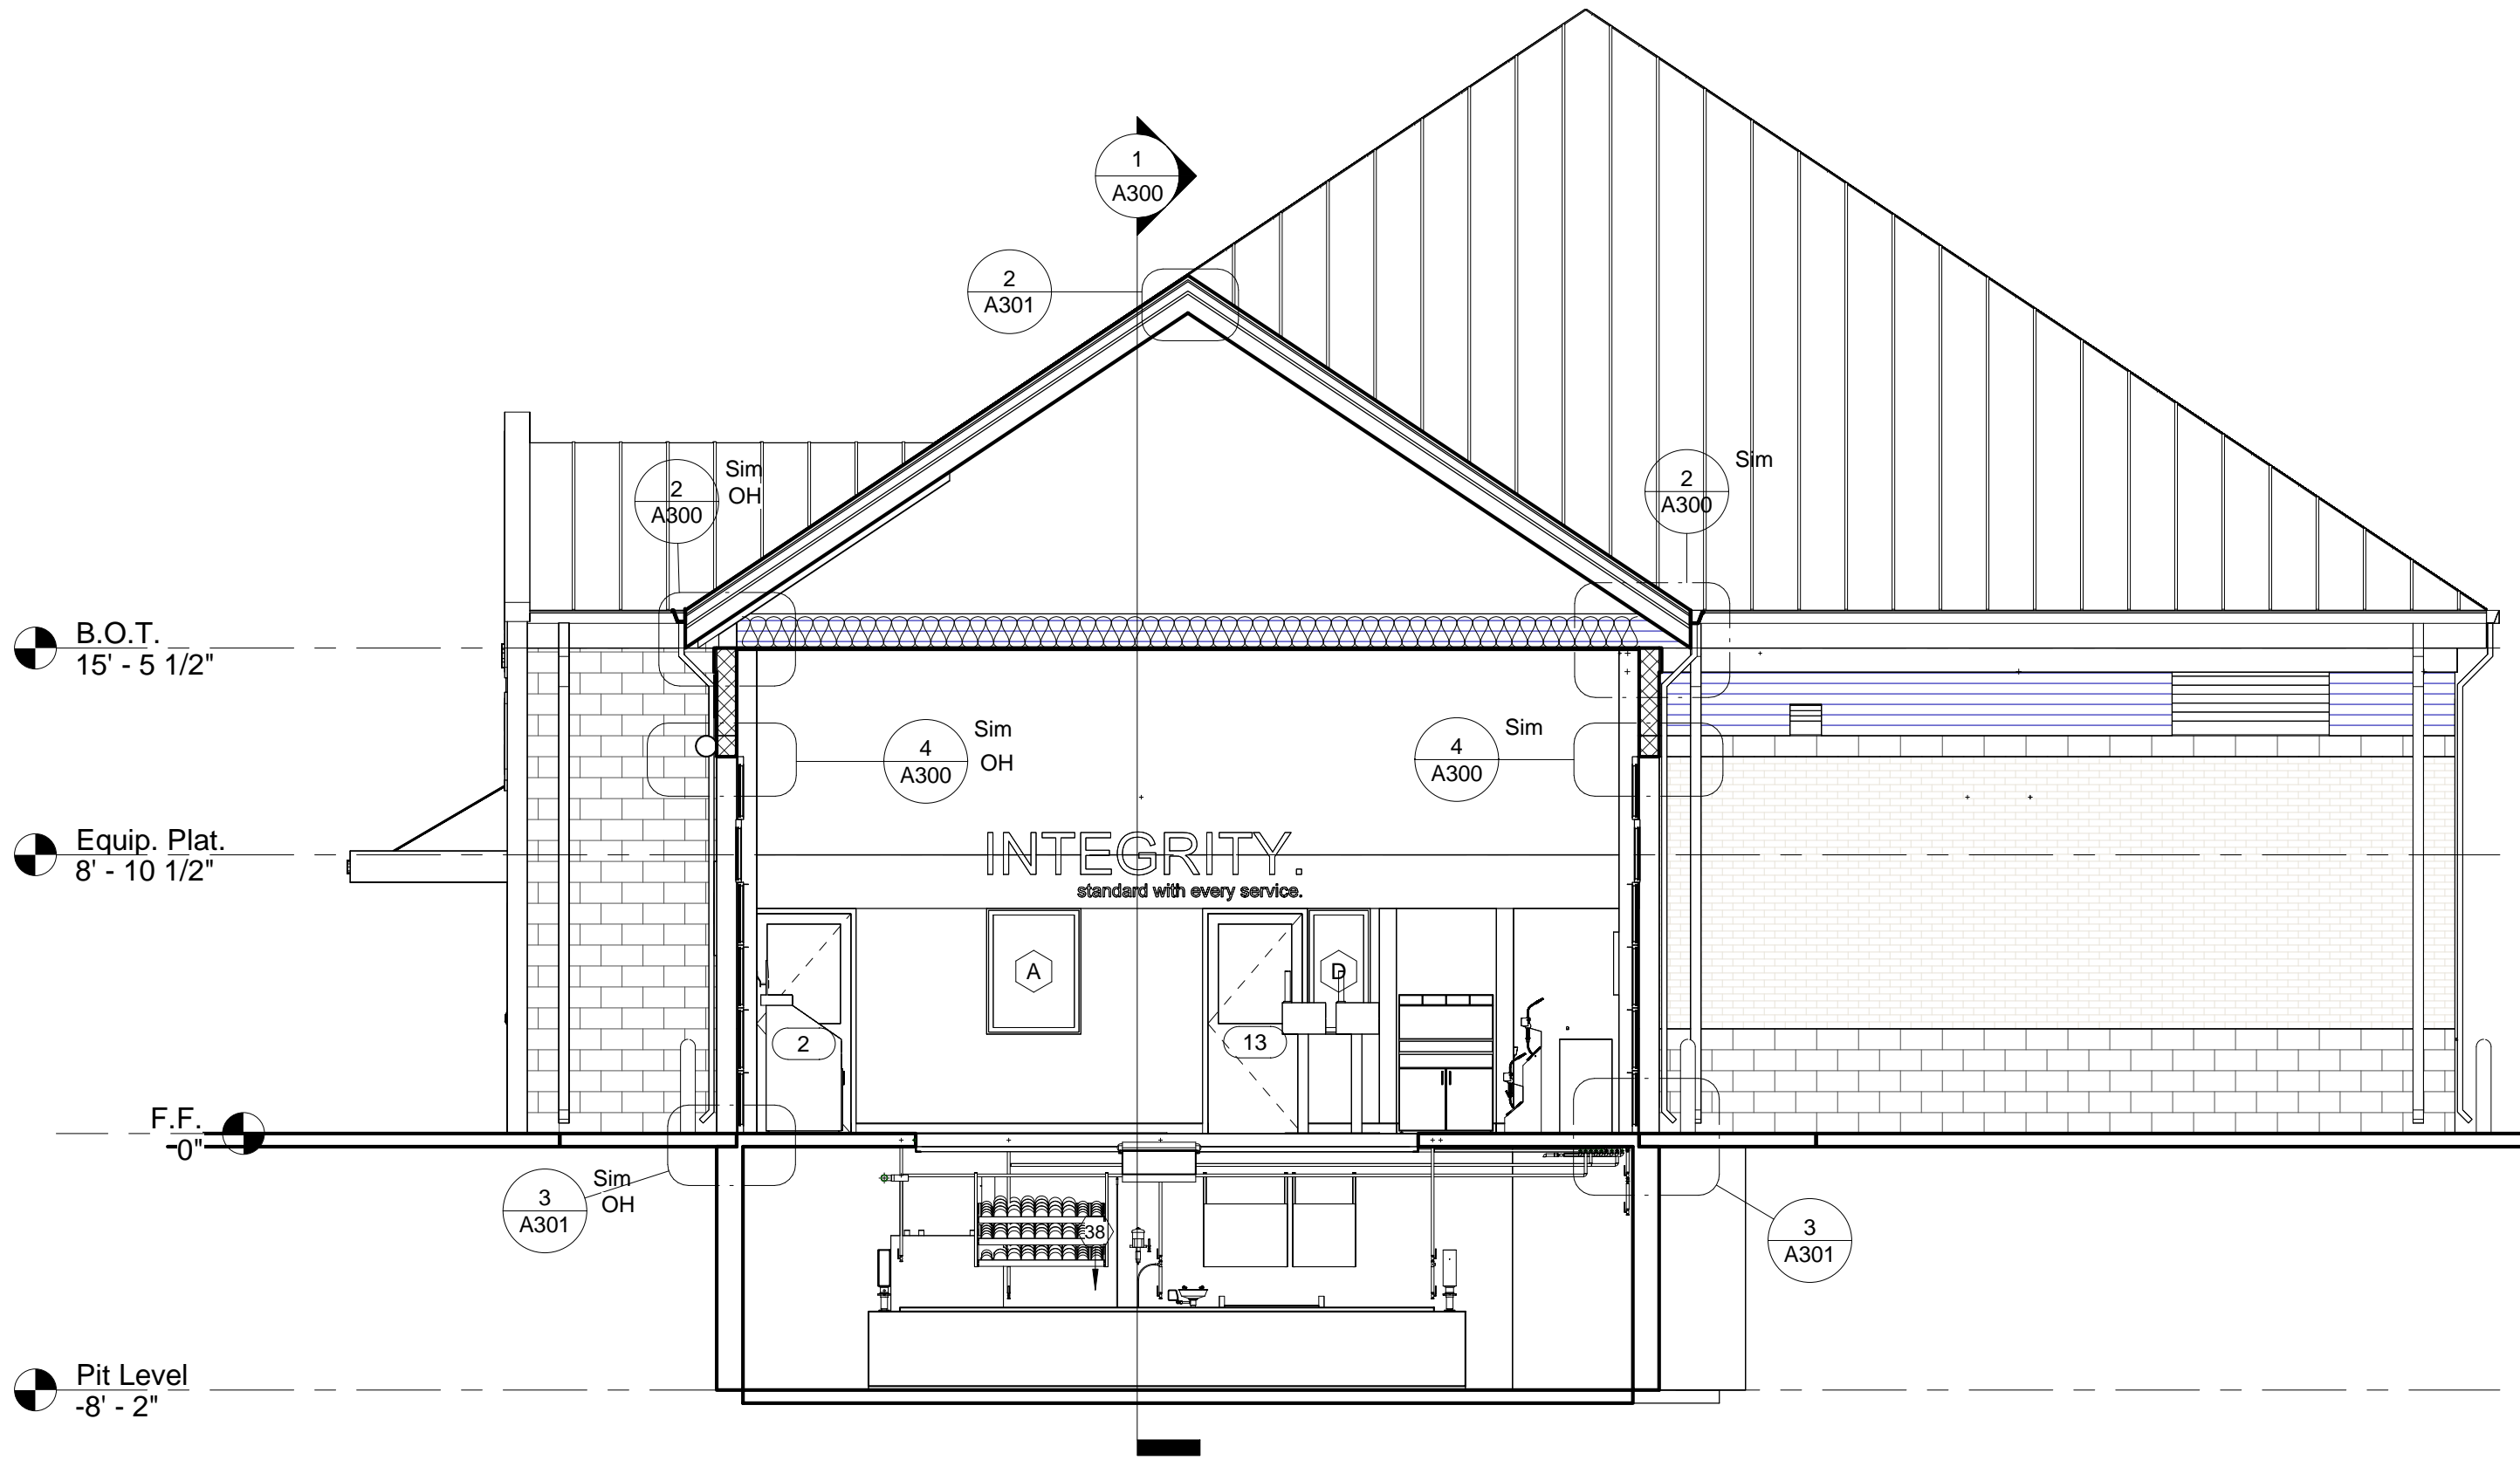 1
A300
2
A301
2
A300
Sim
OH
2
A300
Sim
B.O.T.
15' - 5 1/2"
4
A300
Sim
OH
4
A300
Sim
Equip. Plat.
8' - 10 1/2"
INTEGRITY.
standard with every service.
A
D
2
13
F.F.
0"
3
A301
Sim
OH
38
3
A301
Pit Level
-8' - 2"